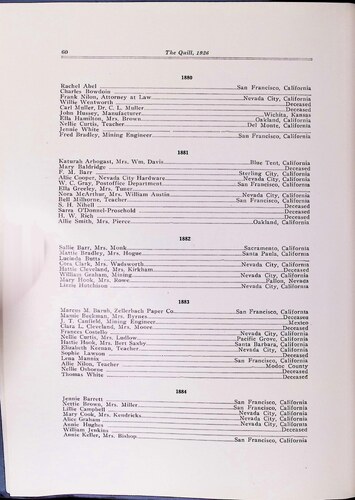 60 The Quill, 1926
1880
Rachel Abel San Francisco, California
Charles Bowdoin
Frank Nilon, Attorney at Law Nevada City, California
Willie Wentworth Deceased
Carl Muller, Dr. C. L. Muller Deceased
John Hussey, Manufacturer Wichita, Kansas
Ella Hamilton, Mrs. Brown Oakland, California
Nellie Curtis, Teacher Del Monte, California
Jennie White
Fred Bradley, Mining Engineer San Francisco, California
1881
Katurah Arbogast, Mrs. Wm. Davis Blue Tent, California
Mary Baldridge Deceased
F. M. Barr Sterling City, California
Allie Cooper, Nevada City Hardware Nevada City, California
W. C. Gray, Postoffice Department San Francisco, California
Ella Greeley, Mrs. Turner Deceased
Nora McArthur, Mrs. William Austin Nevada City, California
Bell Milhorne, Teacher San Francisco, California
S. H. Nihell Deceased
Sarra O'Donnel-Proschold Deceased
H. W. Rich Deceased
Allie Smith, Mrs. Pierce Oakland, California
1882
Sallie Barr, Mrs. Monk Sacramento, California
Mattie Bradley, Mrs. Hogue Santa Paula, California
Lucinda Butts
Cora Clark, Mrs. Wadsworth Nevada City, California
Hattie Cleveland, Mrs. Kirkham Deceased
William Graham, Mining Nevada City, California
Mary Hook, Mrs. Rowe Fallon, Nevada
Lizzie Hutchison Nevada City, California
1883
Marcus M. Baruh, Zellerback Paper Co. San Francisco, California
Mamie Bushman, Mrs. Byrnes Deceased
J. T. Canfield, Mining Engineer Mexico
Clara L. Cleveland, Mrs. Moore Deceased
Frances Costello Nevada City, California
Nellie Curtis, Mrs. Ludlow Pacific Grove, California
Hattie Hook, Mrs. Bert Saxby Santa Barbara, California
Elizabeth Keenan, Teacher Nevada City, California
Sophie Lawson Deceased
Lena Mannix San Francisco, California
Allie Nilon, Teacher Modoc County
Nellie Osborne Deceased
Thomas White Deceased
1884
Jennie Barrett San Francisco, California
Nettie Brown, Mrs. Miller San Francisco, California
Lillie Campbell San Francisco, California
Mary Cook, Mrs. Kendricks Nevada City, California
Alice Graham Nevada City, California
Annie Hughes Nevada City, California
William Jenkins Deceased
Annie Keller, Mrs. Bishop San Francisco, California